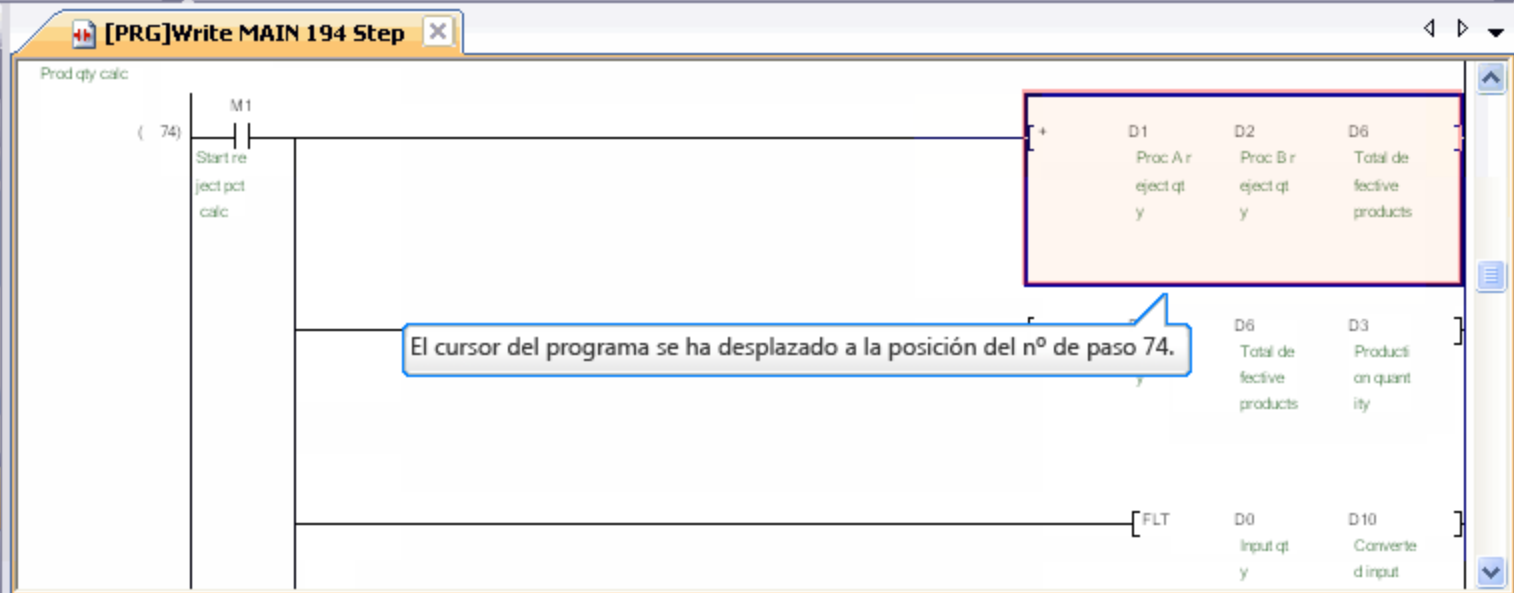 [PRG]Write MAIN 194 Step
Prod qty calc
M1
( 74)
+ D1 D2 D6
Start re
ject pct
calc
Proc A r Proc B r Total de
eject qt eject qt fective
y y products
D6 D3
El cursor del programa se ha desplazado a la posición del nº de paso 74.
Total de Producti
fective on quant
y products ity
FLT D0 D10
Input qt Converte
y d input